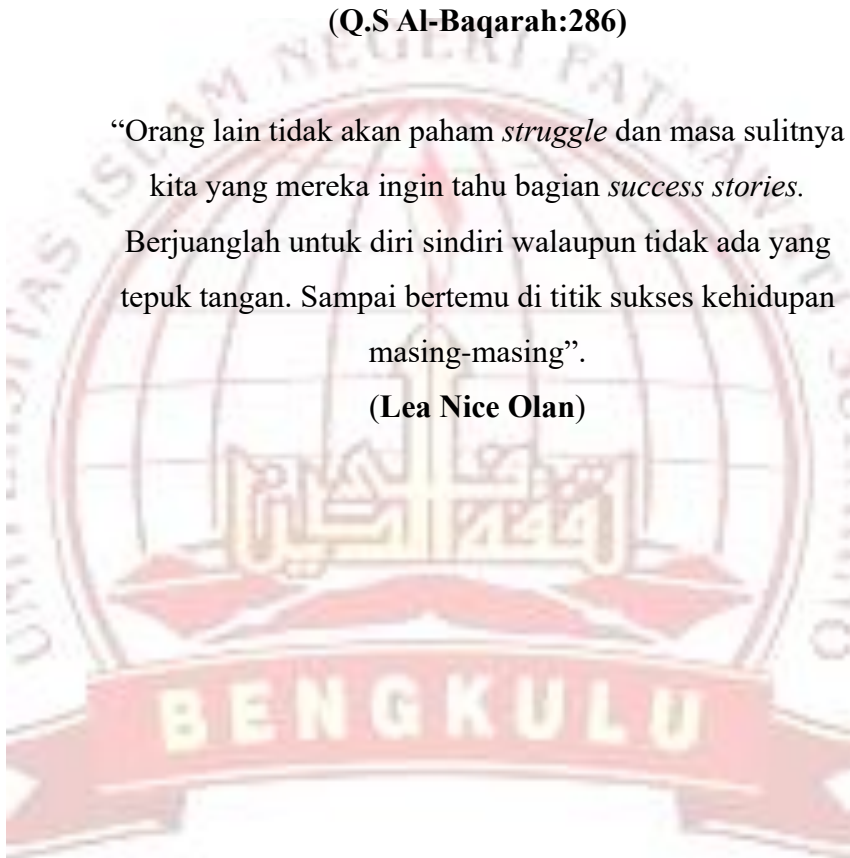 (Q.S Al-Baqarah:286)
“Orang lain tidak akan paham struggle dan masa sulitnya
kita yang mereka ingin tahu bagian success stories.
Berjuanglah untuk diri sindiri walaupun tidak ada yang
tepuk tangan. Sampai bertemu di titik sukses kehidupan
masing-masing”.
(Lea Nice Olan)
BENGKULU